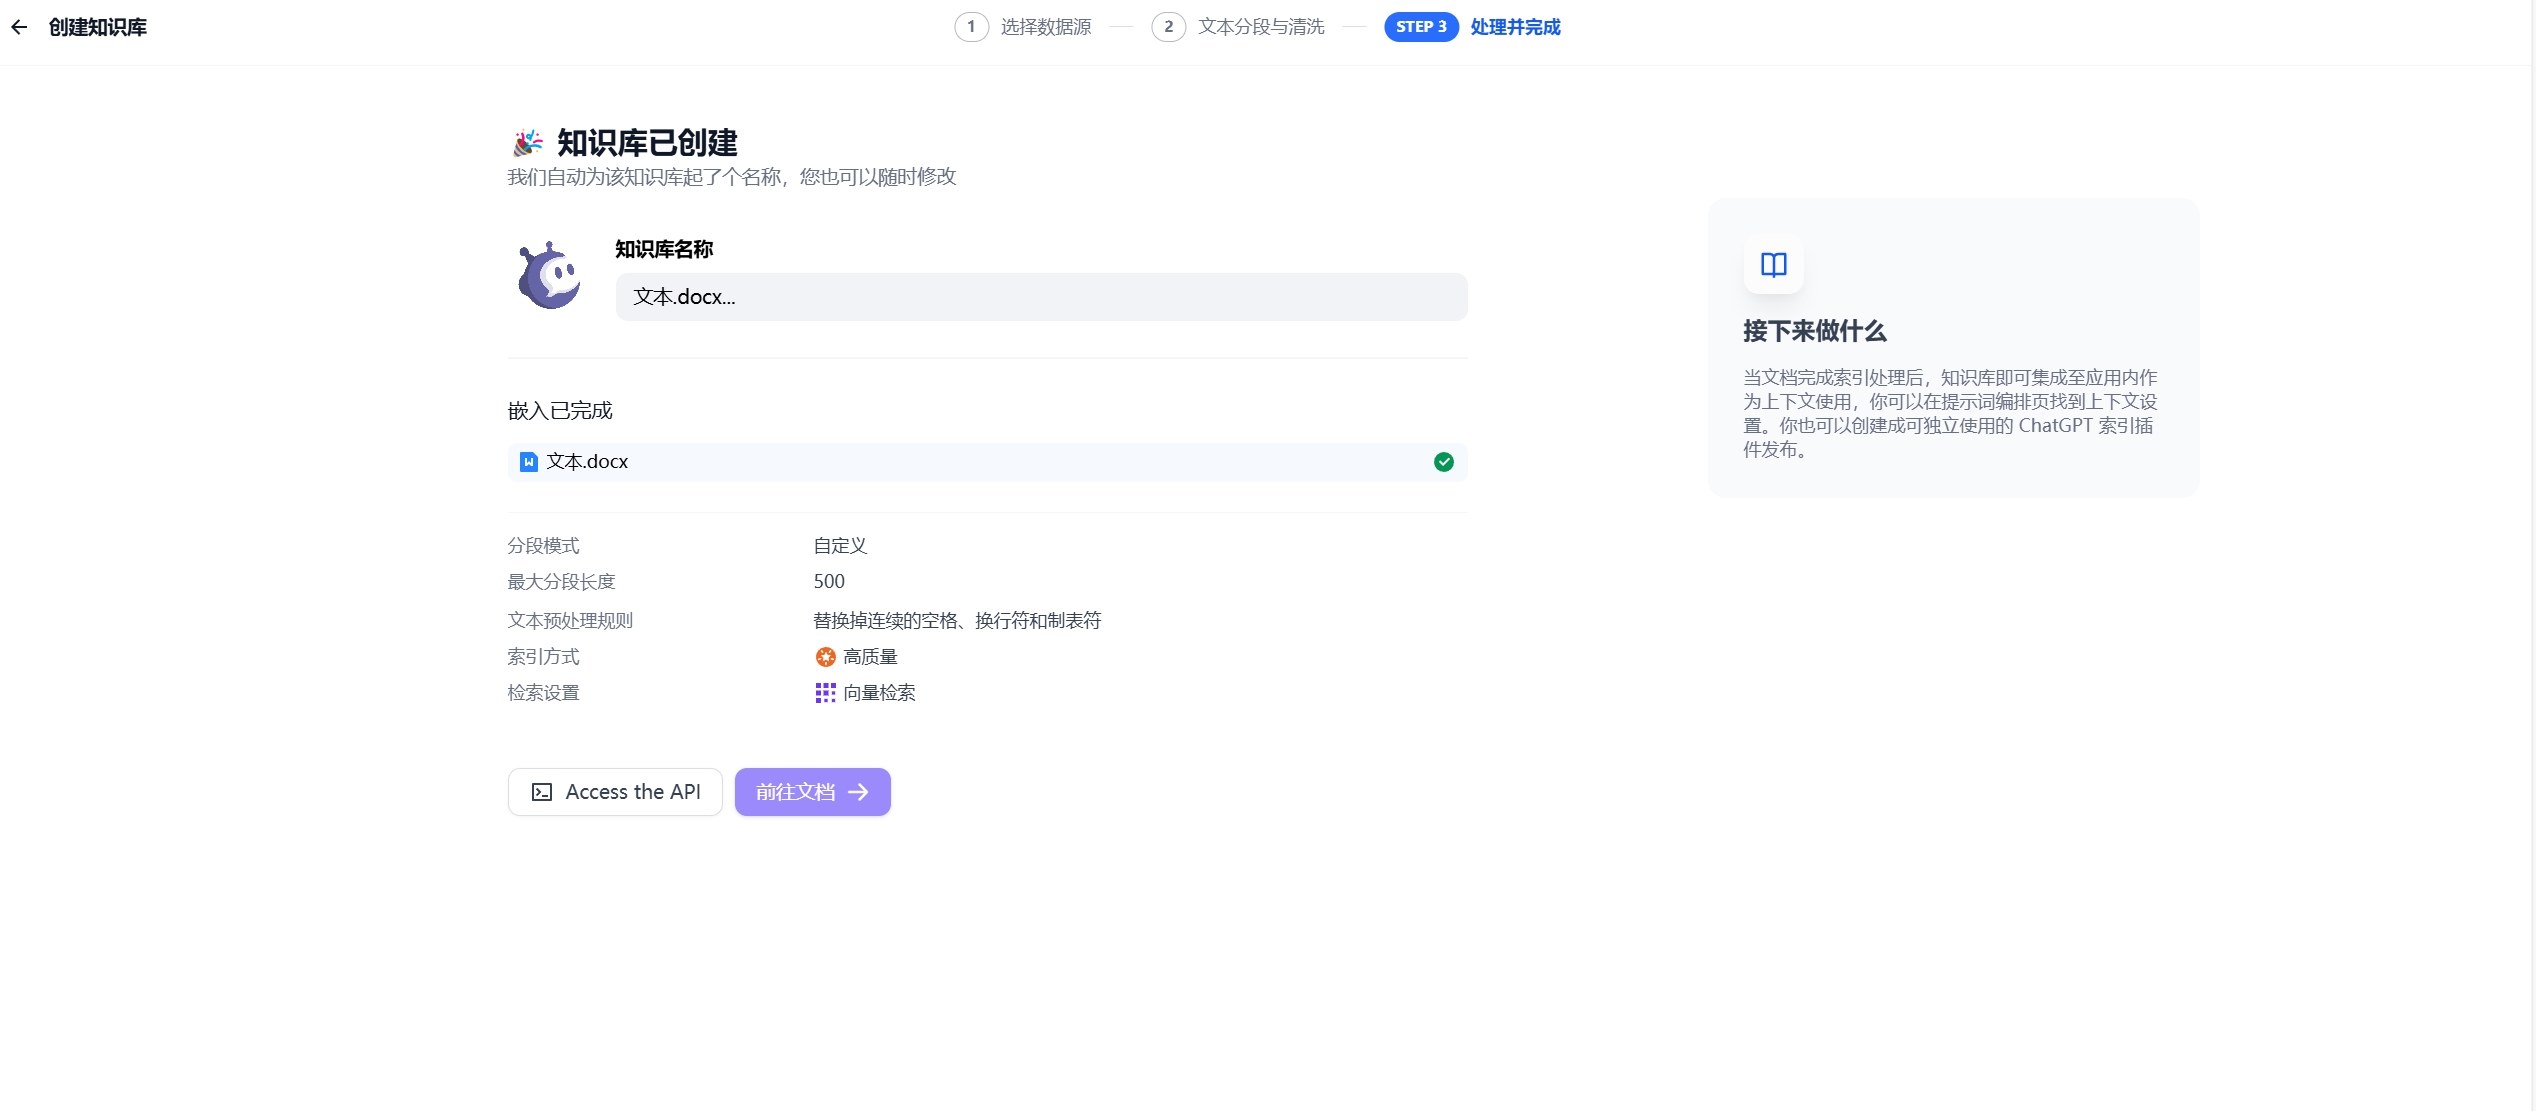 创建知识库
1 选择数据源
2 文本分段与清洗
STEP 3 处理并完成
知识库已创建
我们自动为该知识库起了个名称，您也可以随时修改
知识库名称
文本.docx...
嵌入已完成
文本.docx
分段模式 自定义
最大分段长度 500
文本预处理规则 替换掉连续的空格、换行符和制表符
索引方式 高质量
检索设置 向量检索
Access the API
前往文档
接下来做什么
当文档完成索引处理后，知识库即可集成至应用内作
为上下文使用，你可以在提示词编排页找到上下文设
置。你也可以创建成可独立使用的 ChatGPT 索引插
件发布。